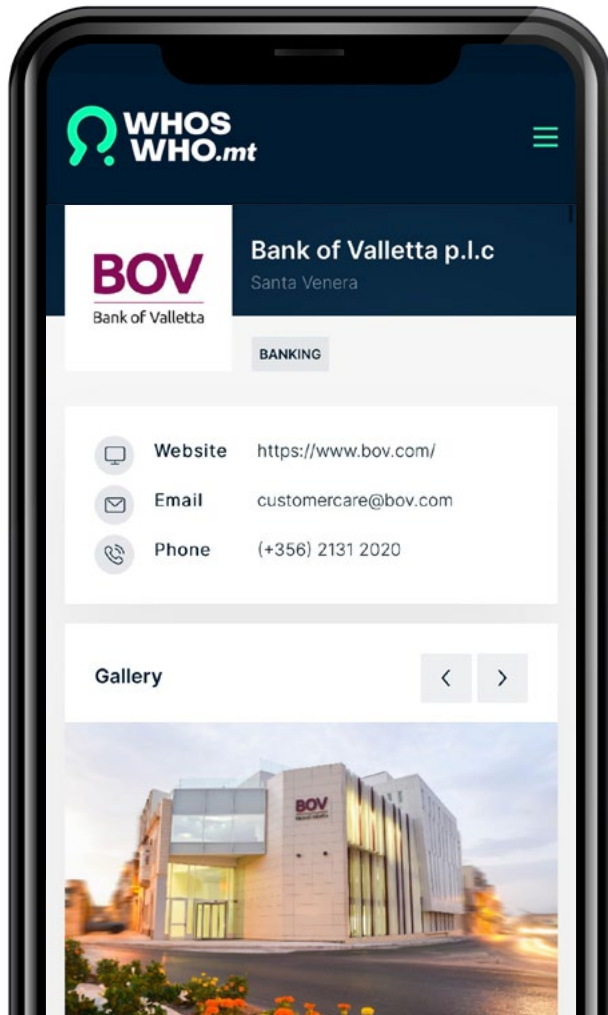 WHOS
WHO.mt
BOV
Bank of Valletta
Bank of Valletta p.l.c
Santa Venera
BANKING
Website https://www.bov.com/
Email customercare@bov.com
Phone (+356) 2131 2020
Gallery
BOV